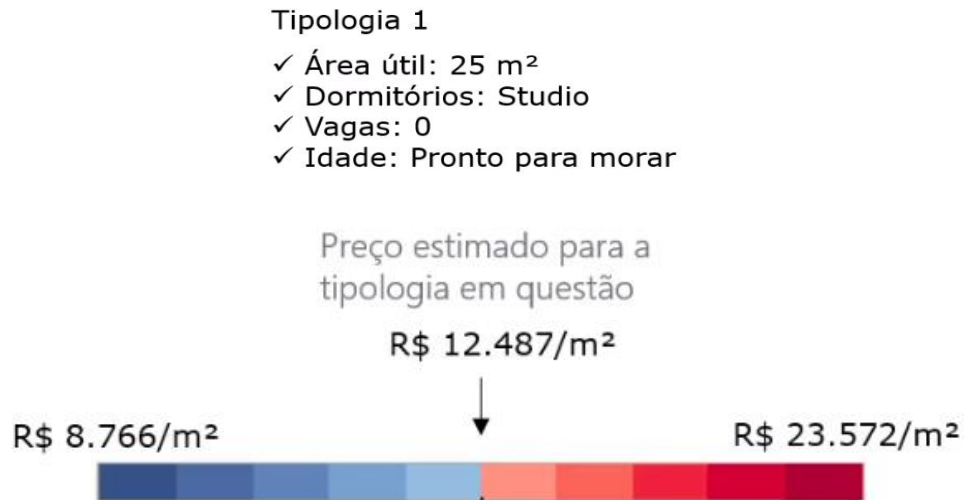 Tipologia 1
✓ Área útil: 25 m²
✓ Dormitórios: Studio
✓ Vagas: 0
✓ Idade: Pronto para morar
Preço estimado para a
tipologia em questão
R$ 12.487/m²
R$ 8.766/m²
R$ 23.572/m²